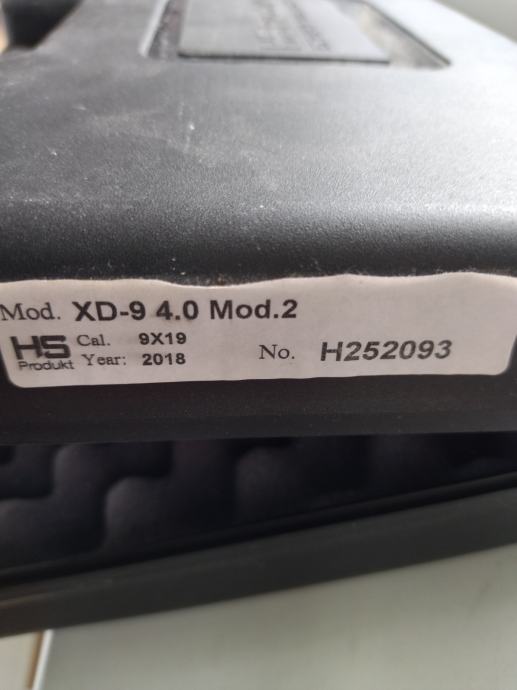 Mod. XD-9 4.0 Mod.2
HS Produkt Cal. 9X19
Year: 2018 No. H252093